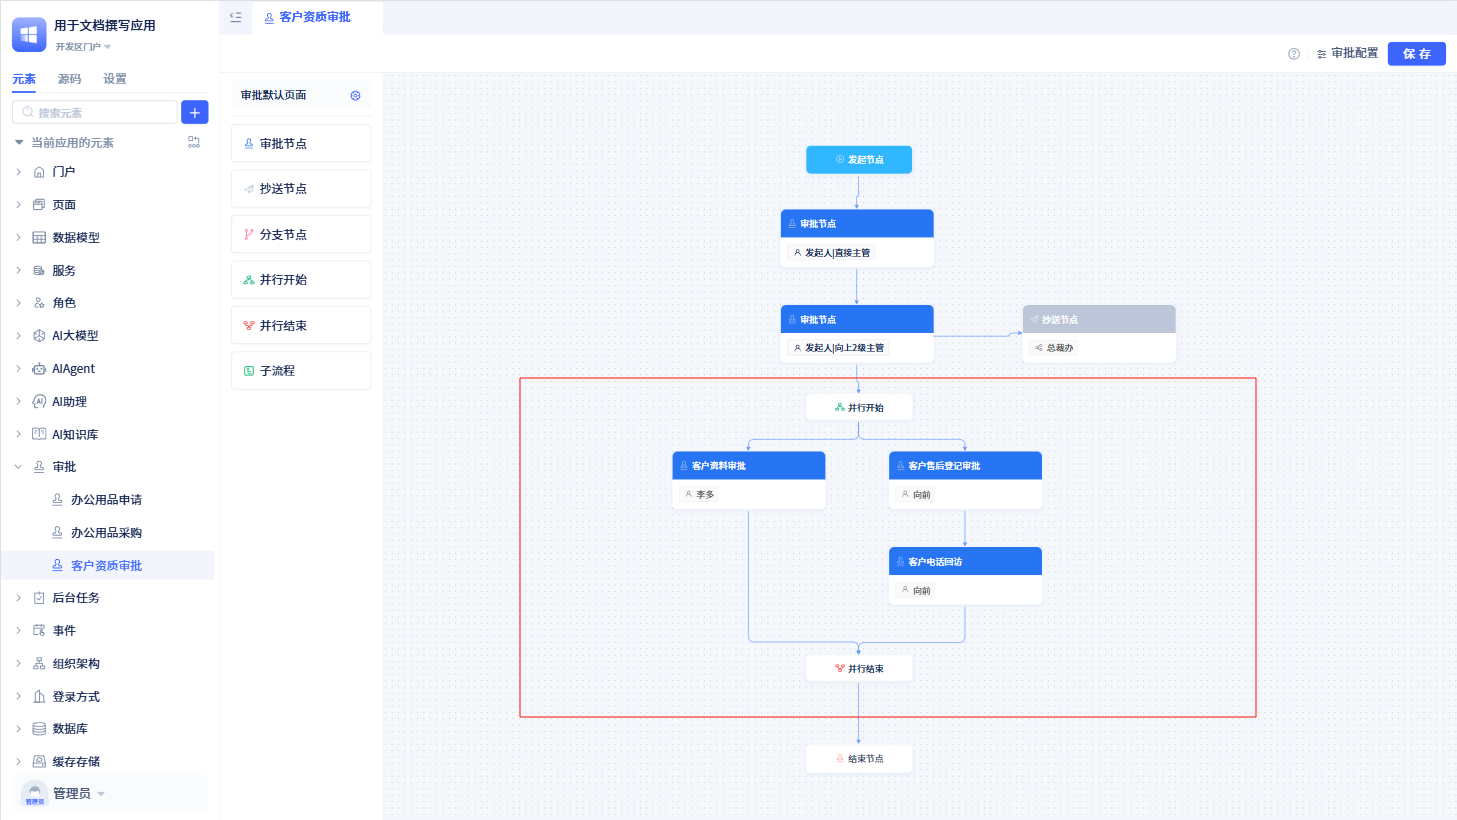 用于文档撰写应用
开发区门户
元素 源码 设置
搜索元素
当前应用的元素
门户
页面
数据模型
服务
角色
AI大模型
AIAgent
AI助理
AI知识库
审批
办公用品申请
办公用品采购
客户资质审批
后台任务
事件
组织架构
登录方式
数据库
缓存存储
管理员
管理员
客户资质审批
审批配置
保存
审批默认页面
审批节点
抄送节点
分支节点
并行开始
并行结束
子流程
发起节点
审批节点
发起人|直接主管
审批节点
发起人|向上2级主管
抄送节点
总裁办
并行开始
客户资料审批
李多
客户售后登记审批
向前
客户电话回访
向前
并行结束
结束节点